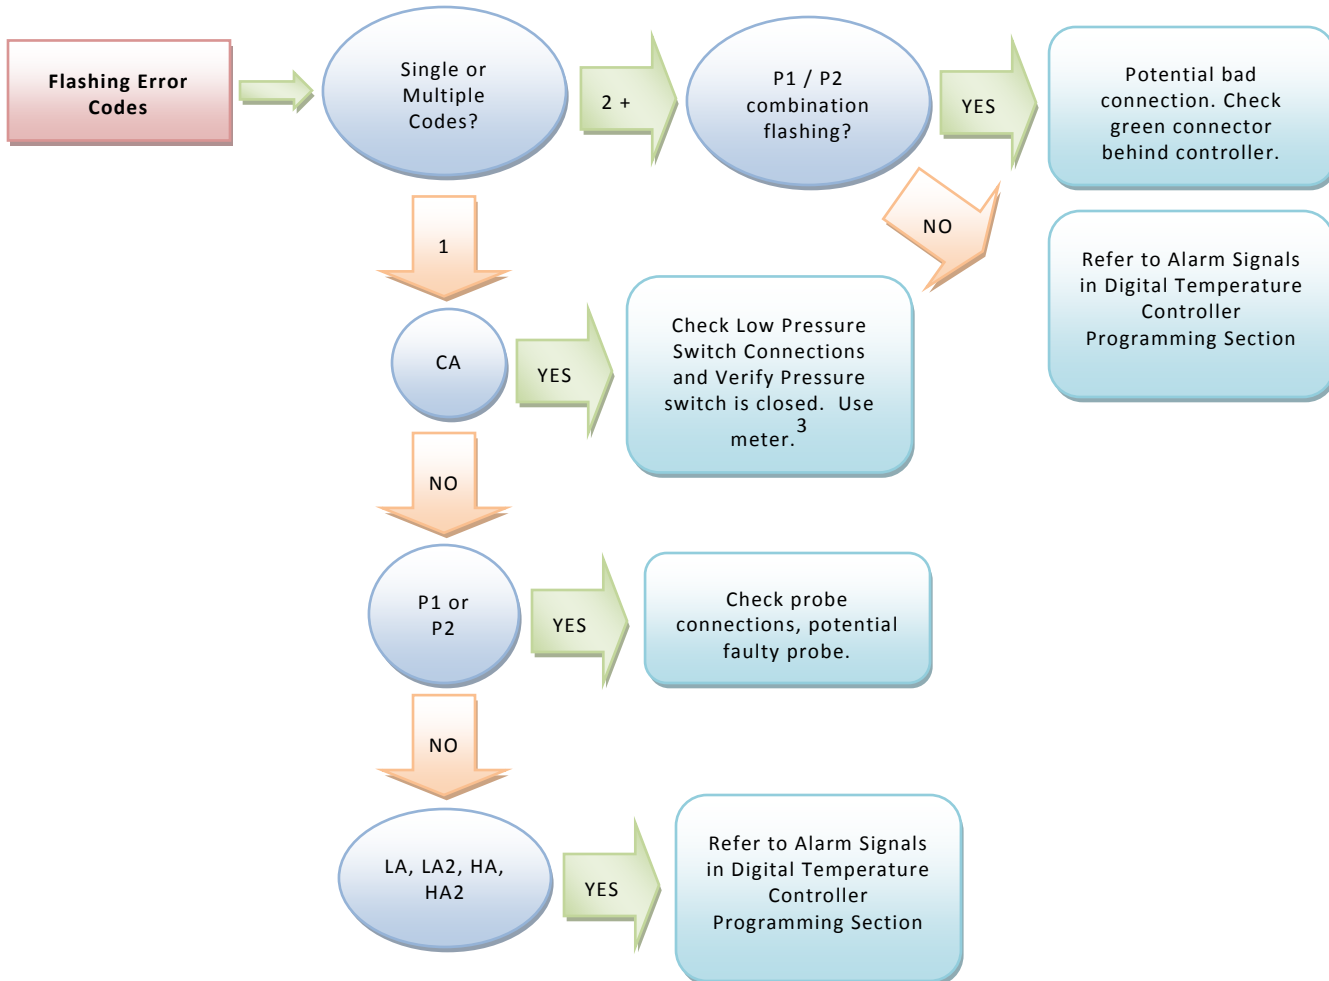 Flashing Error
Codes
Single or
Multiple
Codes?
2 +
P1 / P2
combination
flashing?
YES
Potential bad
connection. Check
green connector
behind controller.
NO
Refer to Alarm Signals
in Digital Temperature
Controller
Programming Section
1
CA
YES
Check Low Pressure
Switch Connections
and Verify Pressure
switch is closed.  Use
meter.3
NO
P1 or
P2
YES
Check probe
connections, potential
faulty probe.
NO
LA, LA2, HA,
HA2
YES
Refer to Alarm Signals
in Digital Temperature
Controller
Programming Section